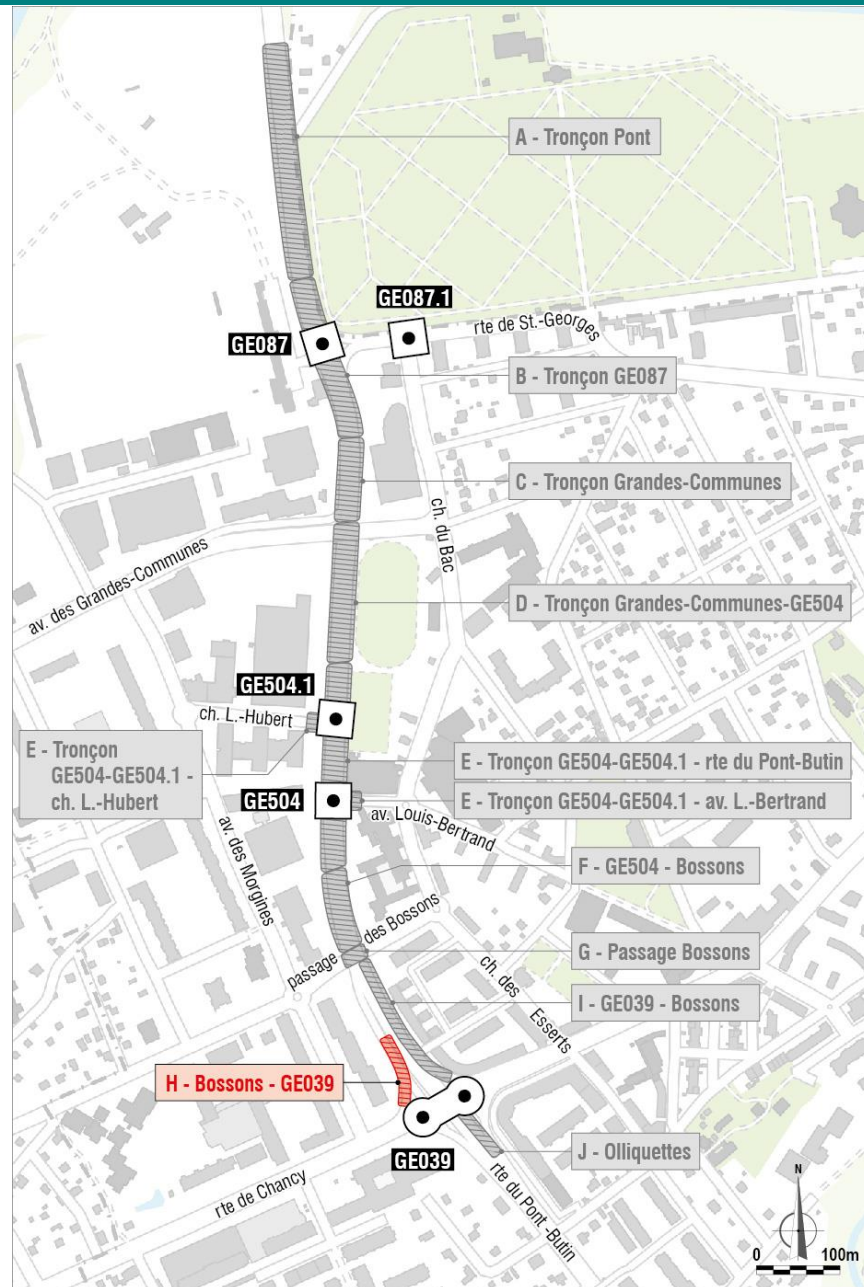 A - Tronçon Pont
GE087.1
rte de St.-Georges
GE087
B - Tronçon GE087
C - Tronçon Grandes-Communes
ch. du Bac
av. des Grandes-Communes
D - Tronçon Grandes-Communes-GE504
GE504.1
ch. L.-Hubert
E - Tronçon
GE504-GE504.1 -
ch. L.-Hubert
E - Tronçon GE504-GE504.1 - rte du Pont-Butin
GE504
E - Tronçon GE504-GE504.1 - av. L.-Bertrand
av. Louis-Bertrand
av. des Morgines
F - GE504 - Bossons
passage des Bossons
G - Passage Bossons
ch. des Esserts
I - GE039 - Bossons
H - Bossons - GE039
GE039
J - Olliquettes
rte de Chancy
rte du Pont -Butin
N
0 100m